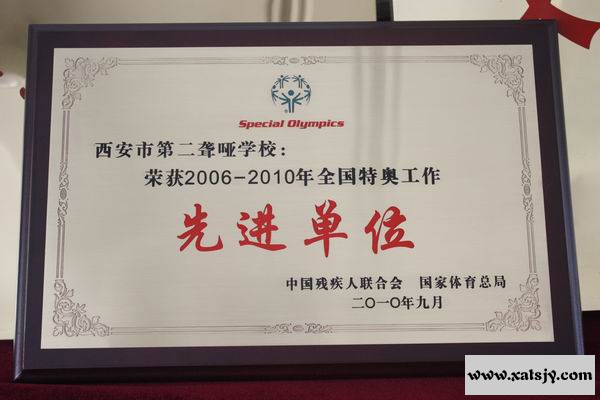 Special Olympics
西安市第二聋哑学校：
荣获2006-2010年全国特奥工作
先进单位
中国残疾人联合会 国家体育总局
二〇一〇年九月
www.xatsjy.com